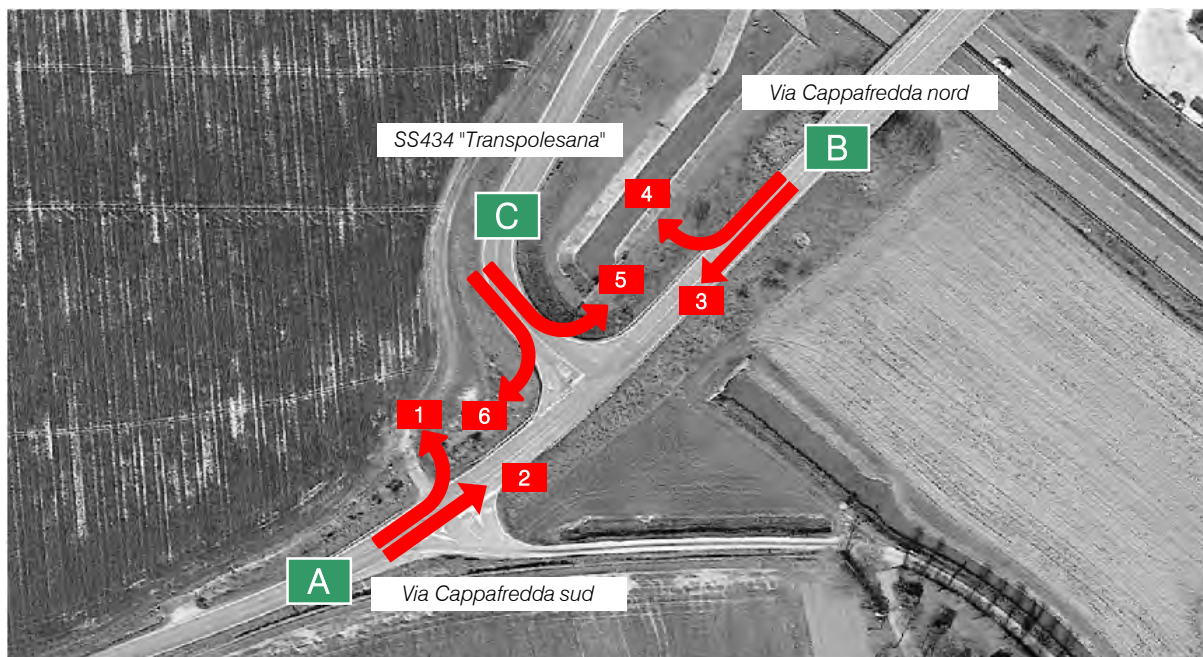 Via Cappafredda nord
SS434 "Transpolesana"
B
4
C
5
3
1
6
2
A
Via Cappafredda sud